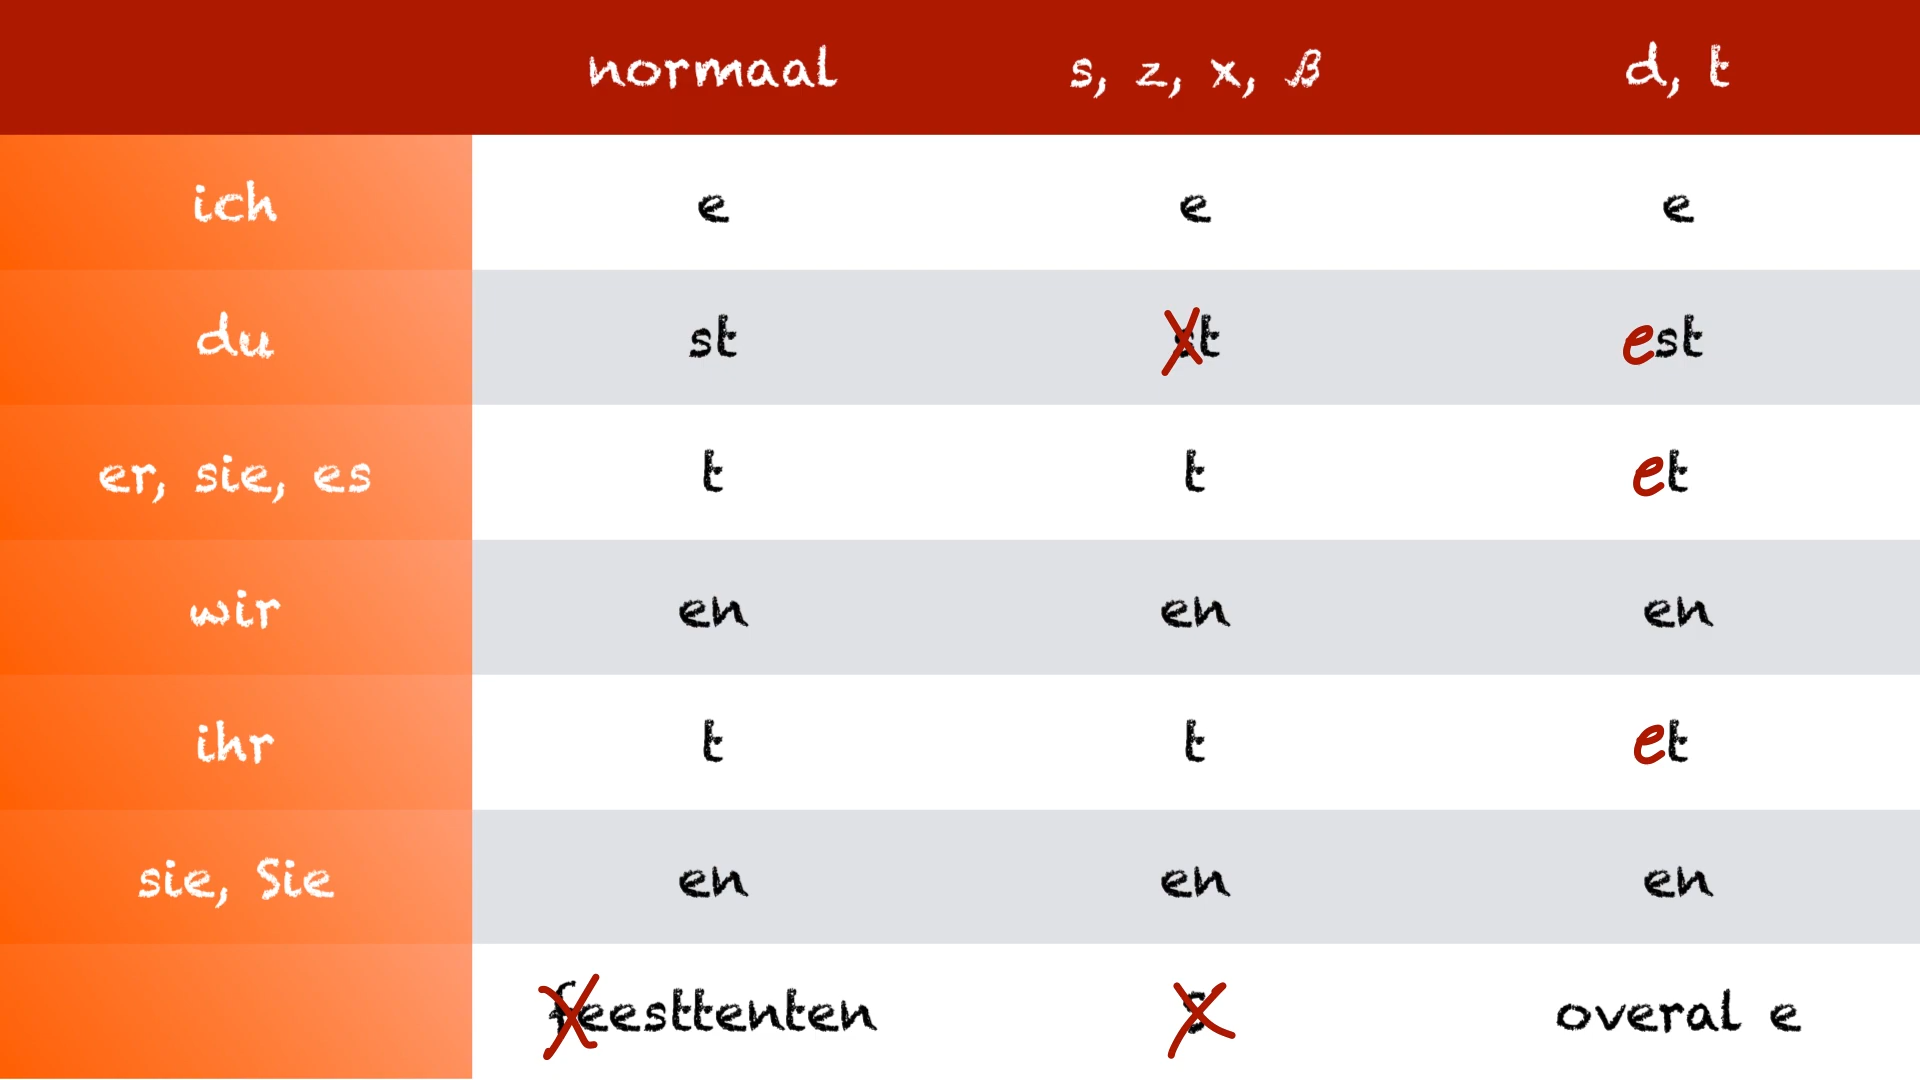 normaal s, z, x, ß d, t
ich e e e
du st st est
er, sie, es t t et
wir en en en
ihr t t et
sie, Sie en en en
feesttenten s overal e